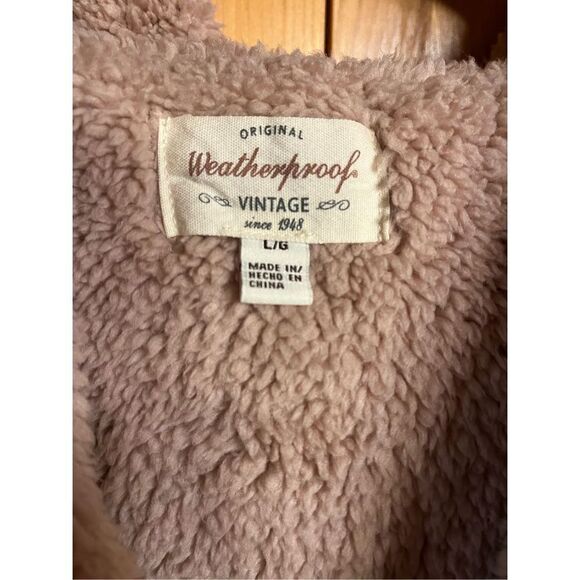 ORIGINAL
Weatherproof®
VINTAGE
since 1948
L/G
MADE IN/
HECHO EN
CHINA